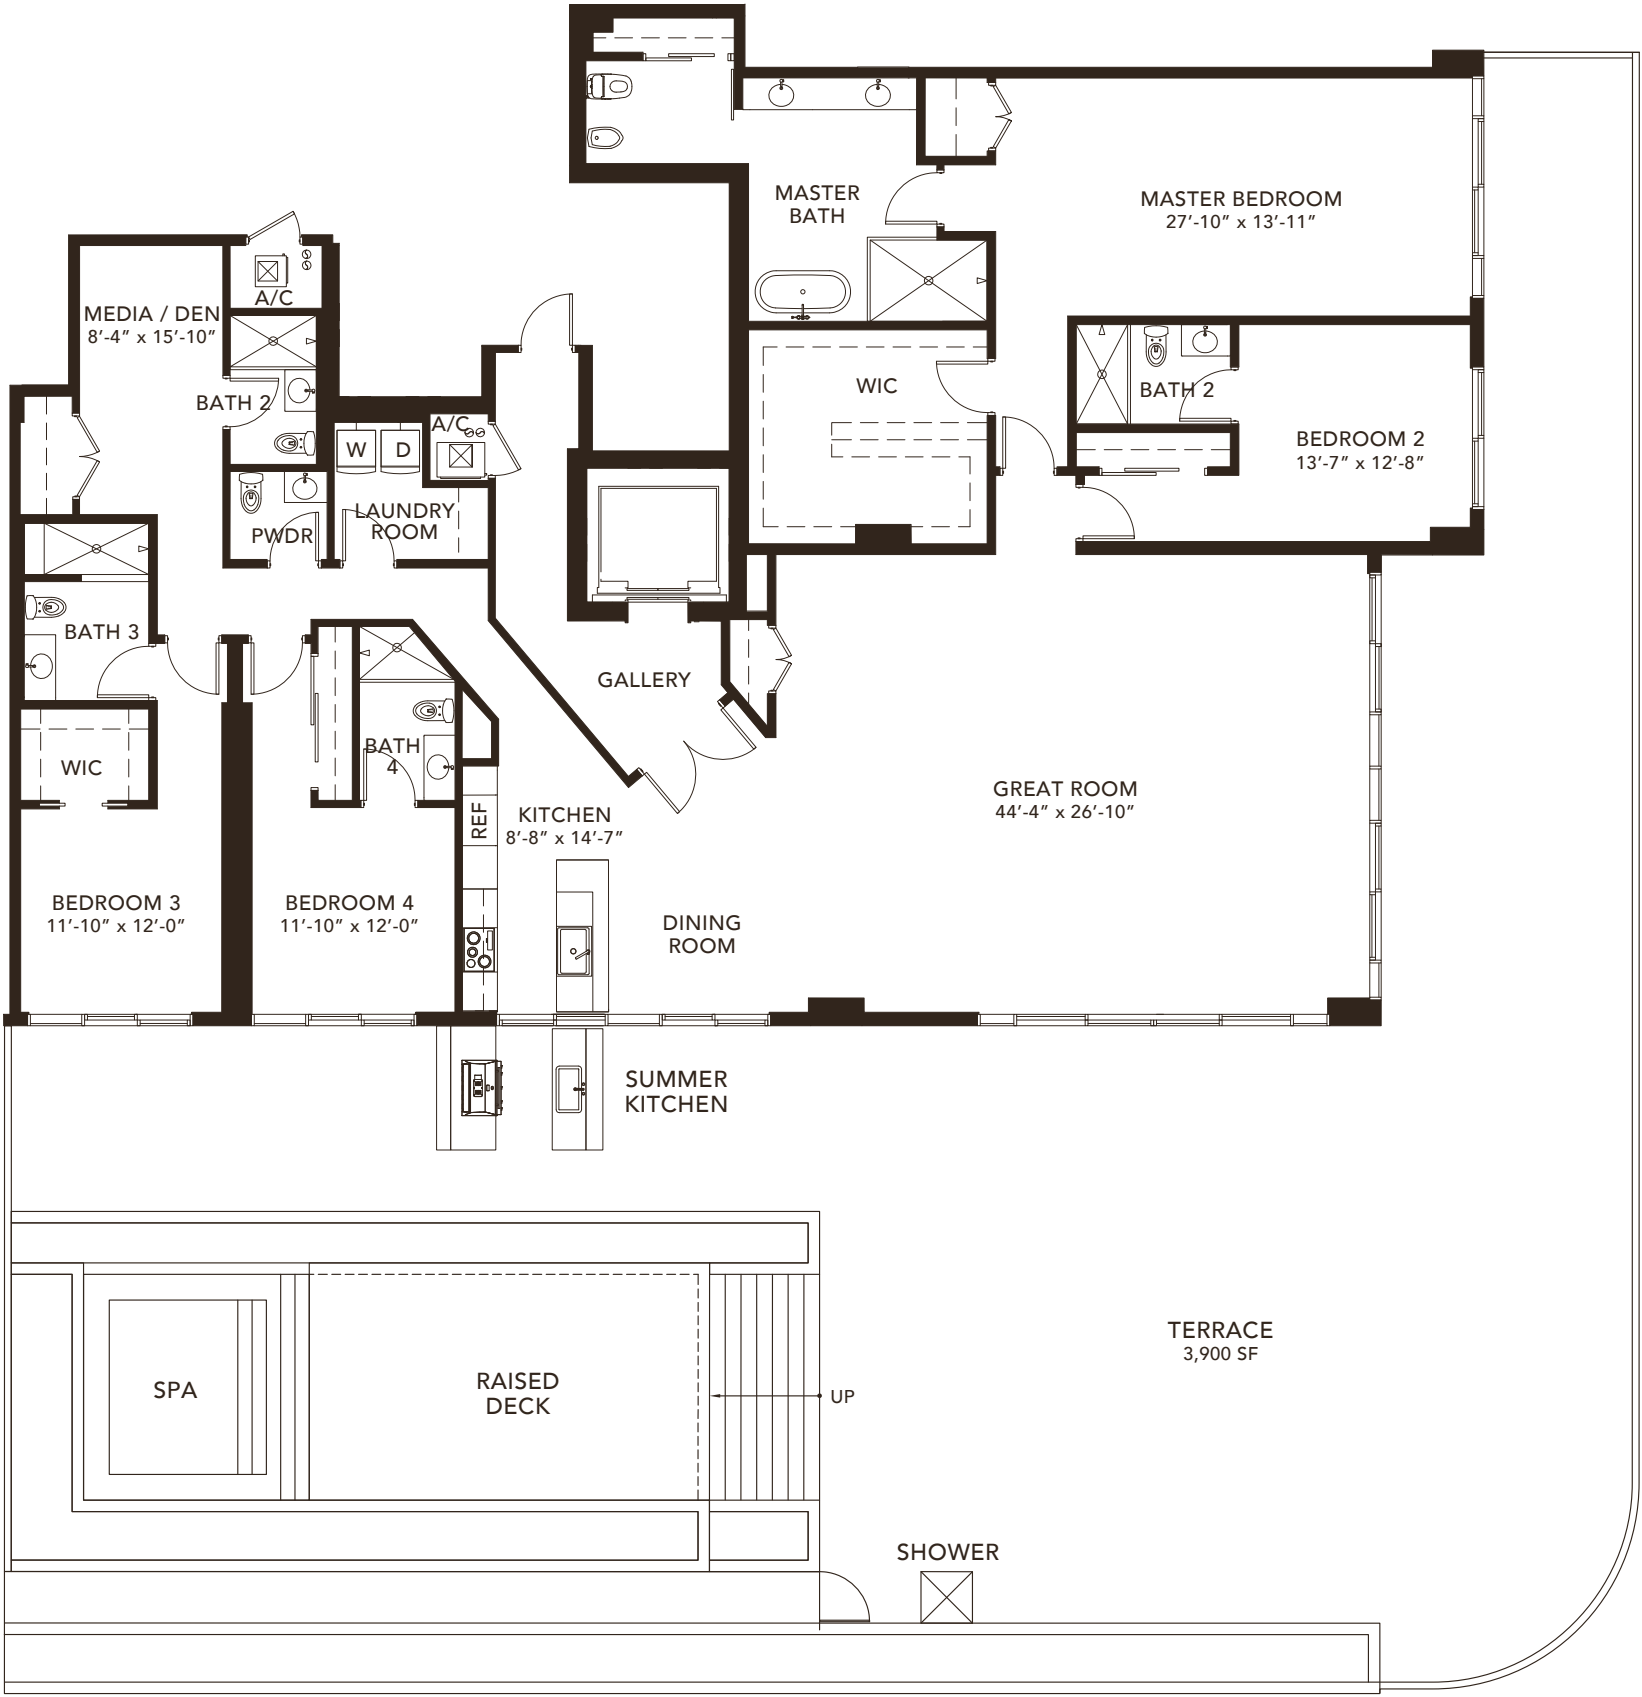 MASTER
BATH
MASTER BEDROOM
27'-10" x 13'-11"
A/C
MEDIA / DEN
8'-4" x 15'-10"
WIC
BATH 2
BATH 2
A/C
W
D
BEDROOM 2
13'-7" x 12'-8"
LAUNDRY
ROOM
PWDR
BATH 3
GALLERY
BATH
4
WIC
GREAT ROOM
44'-4" x 26'-10"
REF
KITCHEN
8'-8" x 14'-7"
BEDROOM 3
11'-10" x 12'-0"
BEDROOM 4
11'-10" x 12'-0"
DINING
ROOM
SUMMER
KITCHEN
TERRACE
3,900 SF
SPA
RAISED
DECK
UP
SHOWER